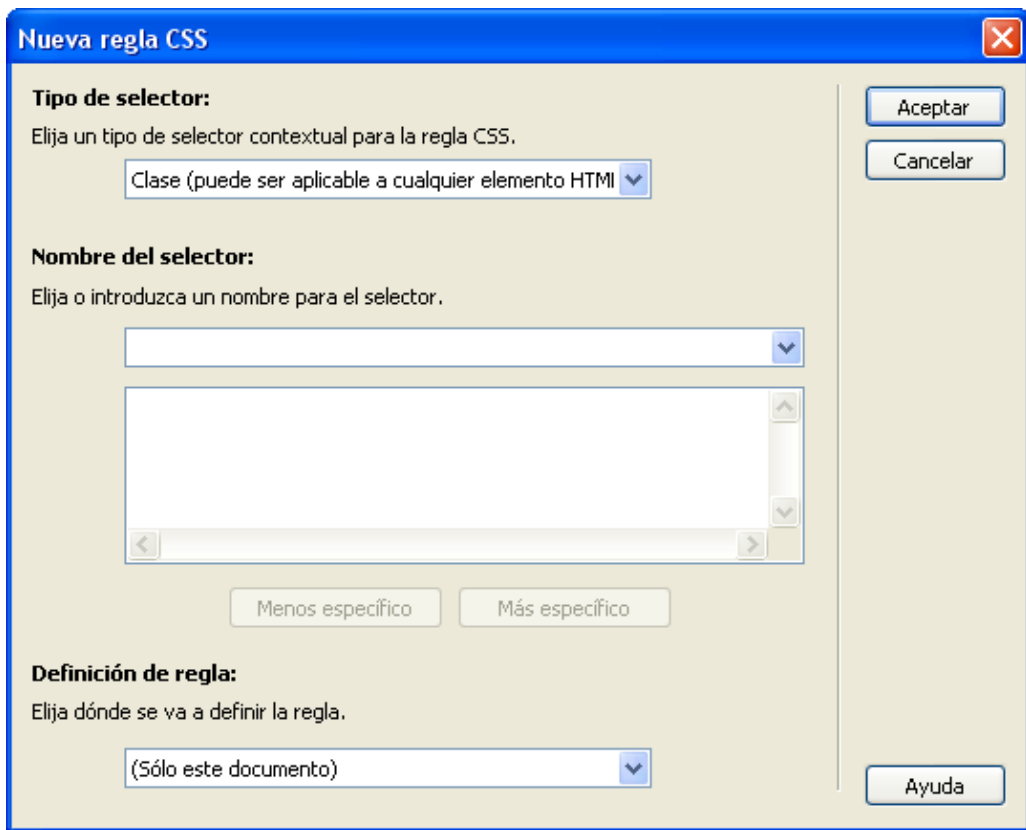 Nueva regla CSS
Tipo de selector:
Elija un tipo de selector contextual para la regla CSS.
Clase (puede ser aplicable a cualquier elemento HTMl
Nombre del selector:
Elija o introduzca un nombre para el selector.
Menos específico
Más específico
Definición de regla:
Elija dónde se va a definir la regla.
(Sólo este documento)
Aceptar
Cancelar
Ayuda